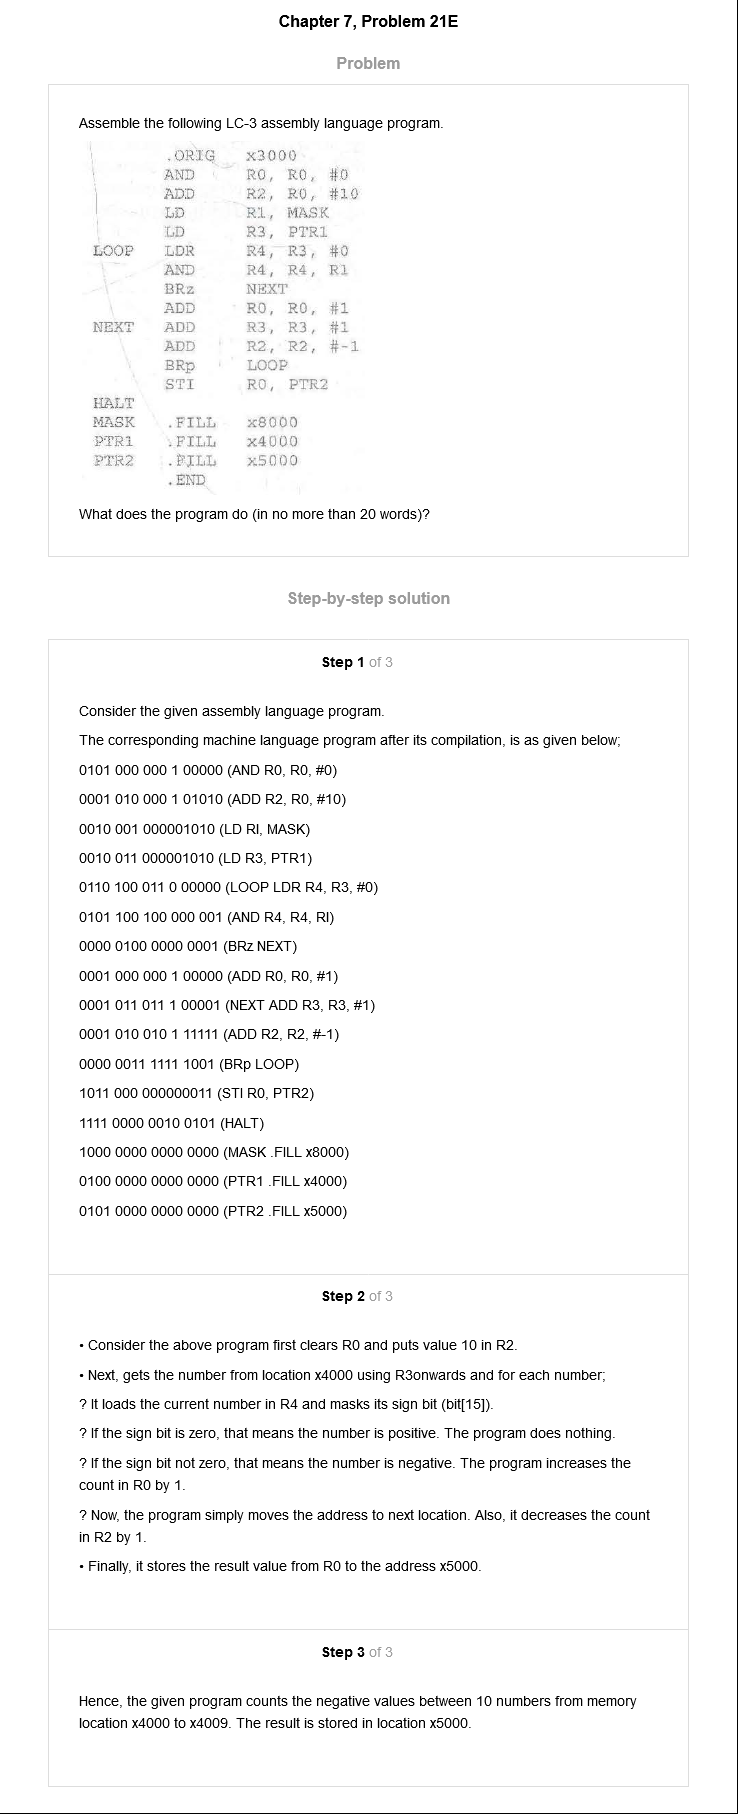 Chapter 7, Problem 21E
Problem
Assemble the following LC-3 assembly language program.
.ORIG x3000
AND R0, R0, #0
ADD R2, R0, #10
LD R1, MASK
LD R3, PTR1
LOOP LDR R4, R3, #0
AND R4, R4, R1
BRz NEXT
ADD R0, R0, #1
NEXT ADD R3, R3, #1
ADD R2, R2, #-1
BRp LOOP
STI R0, PTR2
HALT
MASK .FILL x8000
PTR1 .FILL x4000
PTR2 .FILL x5000
.END
What does the program do (in no more than 20 words)?
Step-by-step solution
Step 1 of 3
Consider the given assembly language program.
The corresponding machine language program after its compilation, is as given below;
0101 000 000 1 00000 (AND R0, R0, #0)
0001 010 000 1 01010 (ADD R2, R0, #10)
0010 001 000001010 (LD RI, MASK)
0010 011 000001010 (LD R3, PTR1)
0110 100 011 0 00000 (LOOP LDR R4, R3, #0)
0101 100 100 000 001 (AND R4, R4, RI)
0000 0100 0000 0001 (BRz NEXT)
0001 000 000 1 00000 (ADD R0, R0, #1)
0001 011 011 1 00001 (NEXT ADD R3, R3, #1)
0001 010 010 1 11111 (ADD R2, R2, #-1)
0000 0011 1111 1001 (BRp LOOP)
1011 000 000000011 (STI R0, PTR2)
1111 0000 0010 0101 (HALT)
1000 0000 0000 0000 (MASK .FILL x8000)
0100 0000 0000 0000 (PTR1 .FILL x4000)
0101 0000 0000 0000 (PTR2 .FILL x5000)
Step 2 of 3
• Consider the above program first clears R0 and puts value 10 in R2.
• Next, gets the number from location x4000 using R3onwards and for each number;
? It loads the current number in R4 and masks its sign bit (bit[15]).
? If the sign bit is zero, that means the number is positive. The program does nothing.
? If the sign bit not zero, that means the number is negative. The program increases the
count in R0 by 1.
? Now, the program simply moves the address to next location. Also, it decreases the count
in R2 by 1.
• Finally, it stores the result value from R0 to the address x5000.
Step 3 of 3
Hence, the given program counts the negative values between 10 numbers from memory
location x4000 to x4009. The result is stored in location x5000.